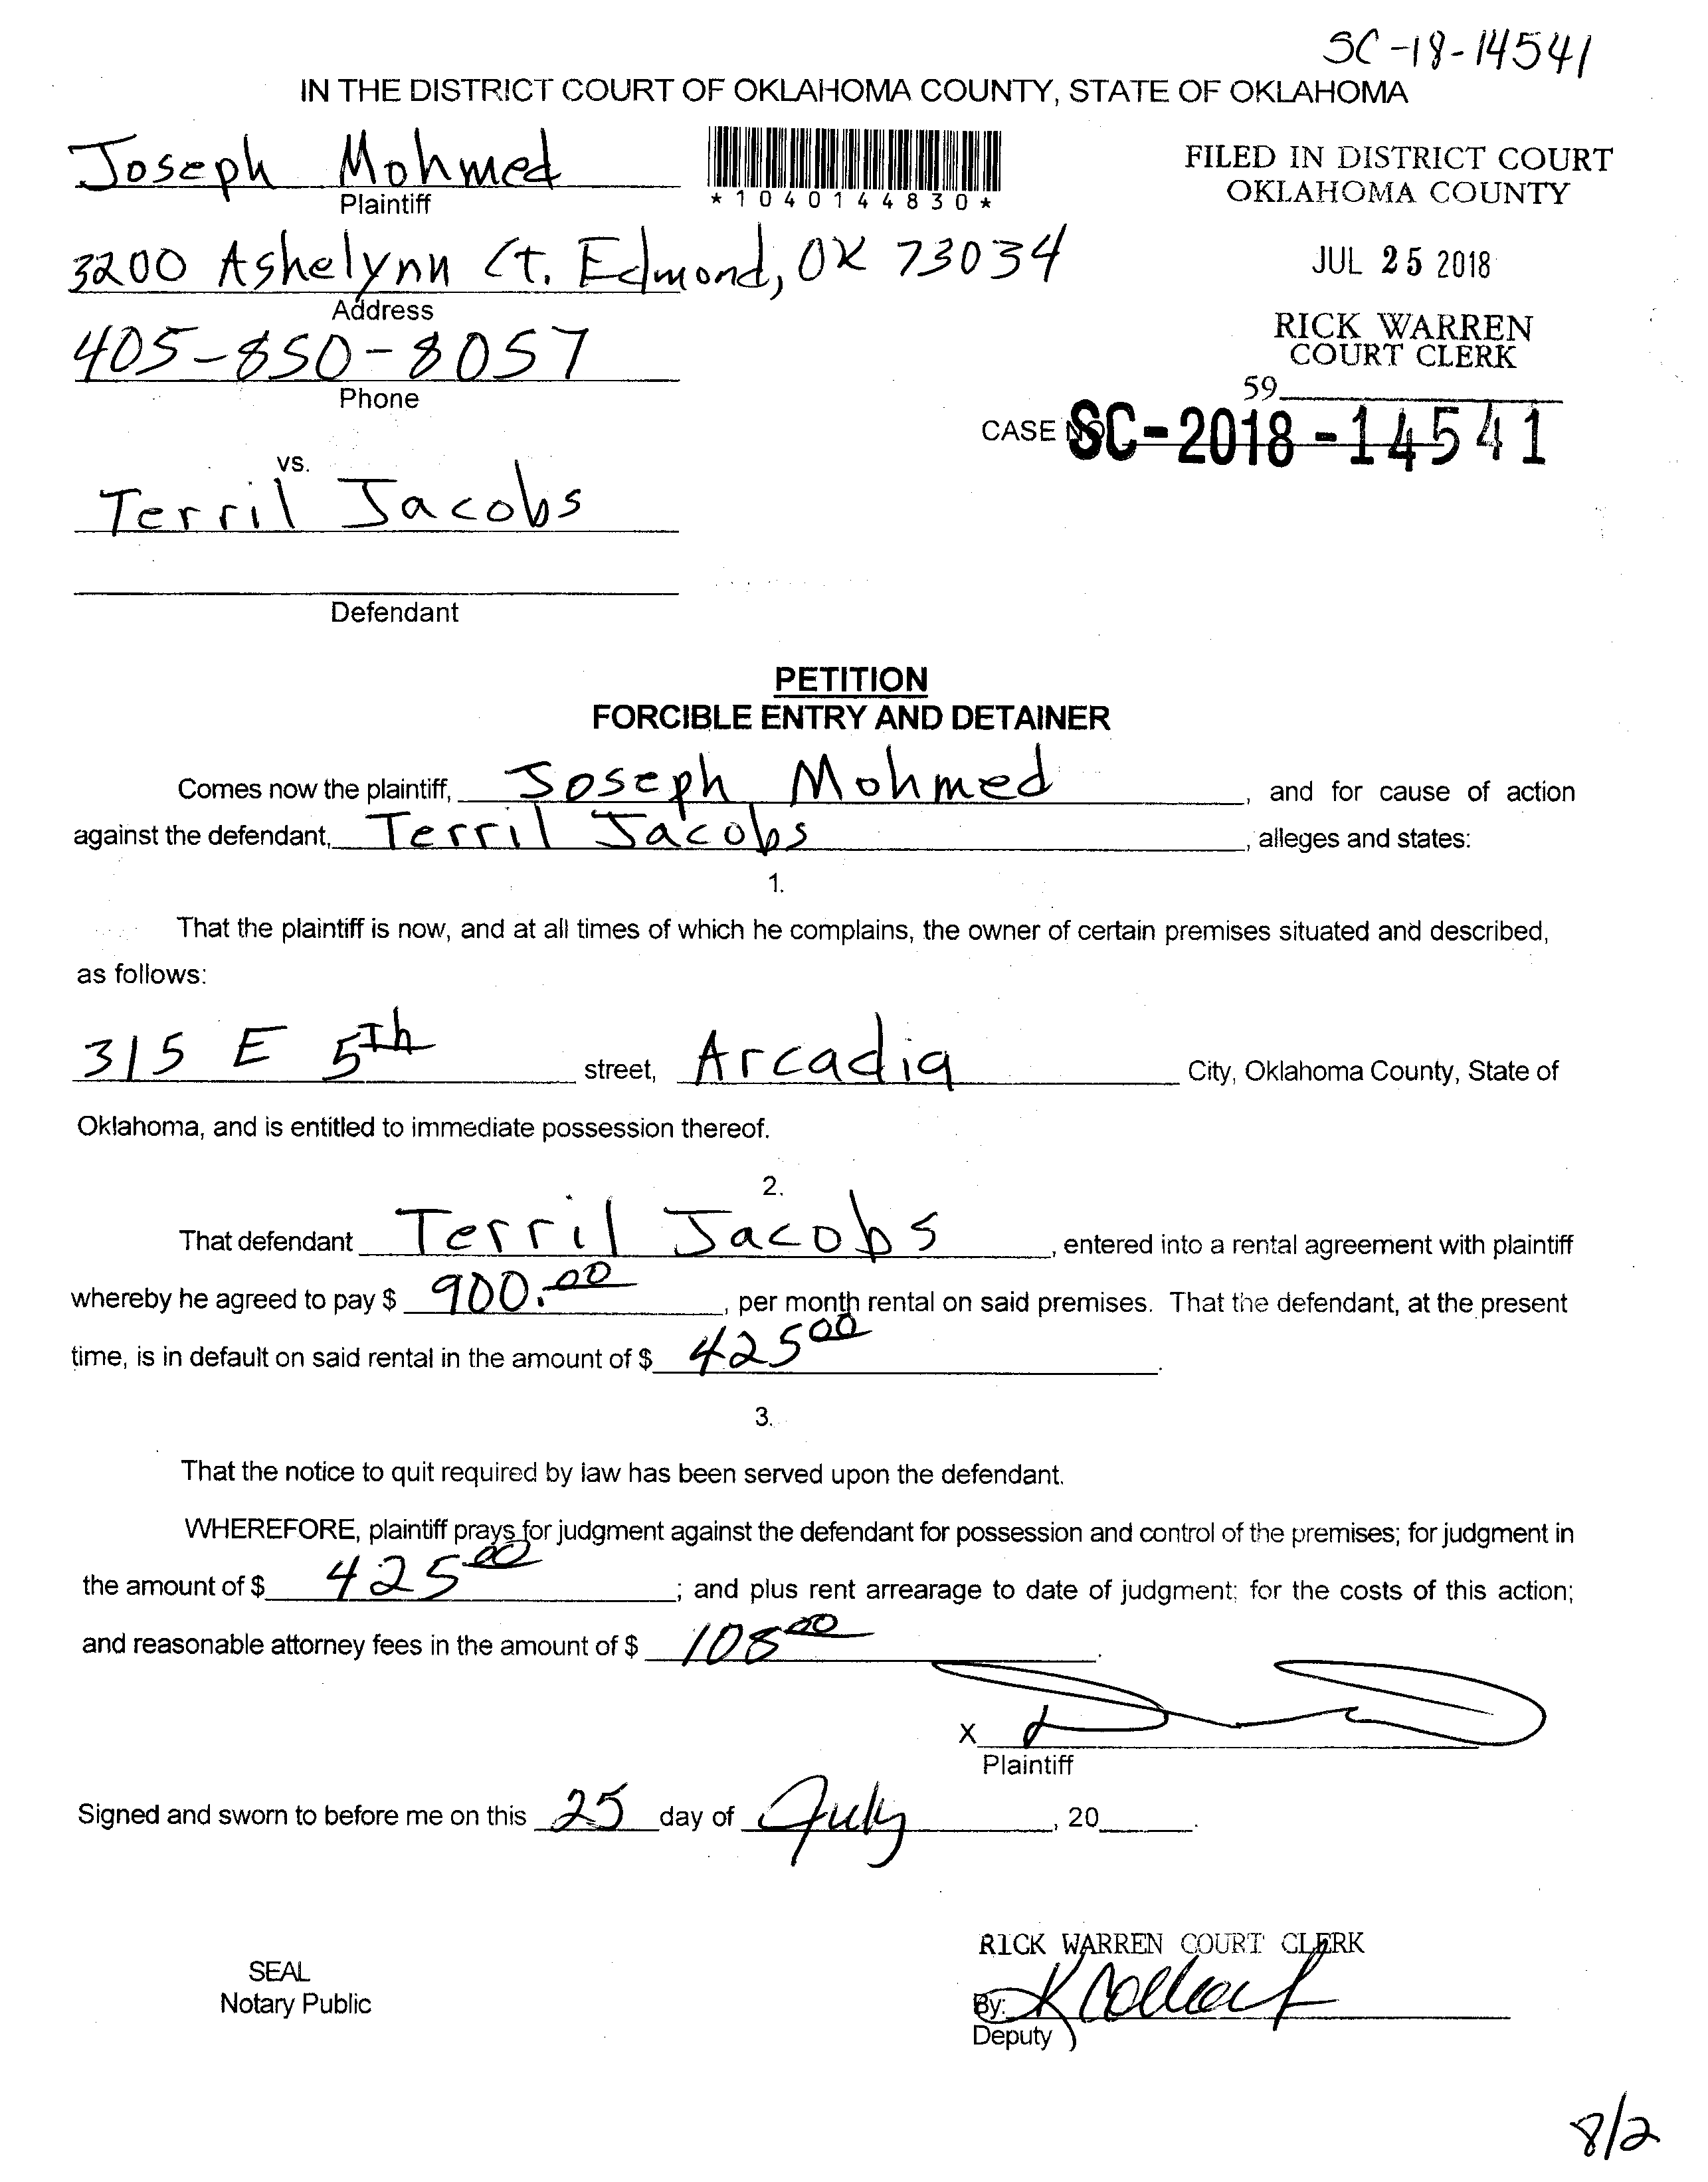 SC-18-14541
IN THE DISTRICT COURT OF OKLAHOMA COUNTY, STATE OF OKLAHOMA
Joseph Mohmed
Plaintiff
*1040144830*
FILED IN DISTRICT COURT
OKLAHOMA COUNTY
3200 Ashelynn Ct. Edmond, OK 73034
Address
JUL 25 2018
405-850-8057
Phone
RICK WARREN
COURT CLERK
59
CASE NO SC-2018-14541
vs.
Terril Jacobs
Defendant
PETITION
FORCIBLE ENTRY AND DETAINER
Comes now the plaintiff, Joseph Mohmed, and for cause of action
against the defendant, Terril Jacobs, alleges and states:
1.
That the plaintiff is now, and at all times of which he complains, the owner of certain premises situated and described,
as follows:
315 E 5Th street, Arcadia City, Oklahoma County, State of
Oklahoma, and is entitled to immediate possession thereof.
2.
That defendant Terril Jacobs, entered into a rental agreement with plaintiff
whereby he agreed to pay $ 900.00, per month rental on said premises. That the defendant, at the present
time, is in default on said rental in the amount of $ 425 00.
3.
That the notice to quit required by law has been served upon the defendant.
WHEREFORE, plaintiff prays for judgment against the defendant for possession and control of the premises; for judgment in
the amount of $ 425 00; and plus rent arrearage to date of judgment; for the costs of this action;
and reasonable attorney fees in the amount of $ 108 00.
X
Plaintiff
Signed and sworn to before me on this 25 day of July, 20___.
SEAL
Notary Public
RICK WARREN COURT CLERK
By:
Deputy
8/2